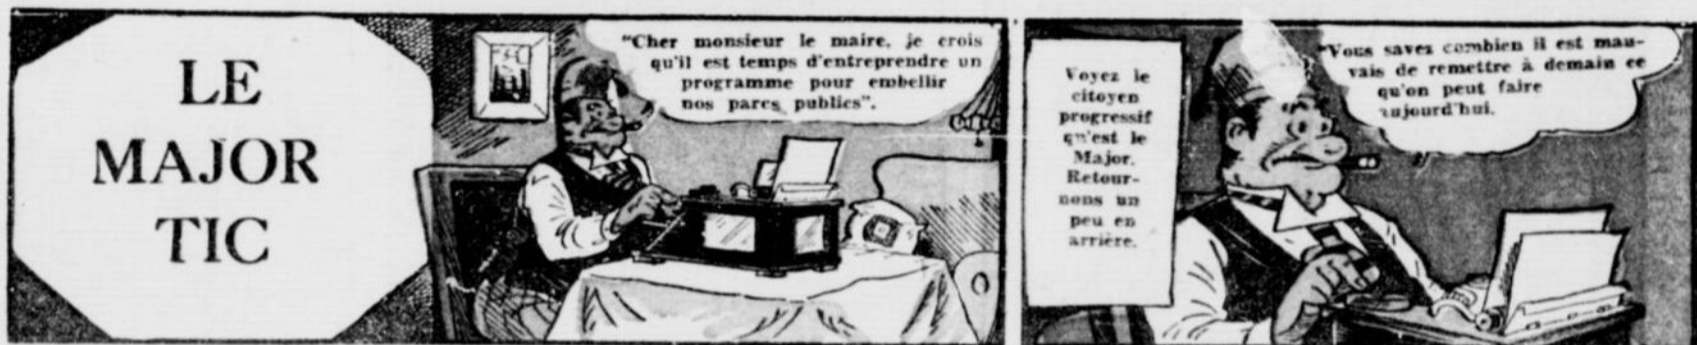 LE
MAJOR
TIC
"Cher monsieur le maire, je crois
qu'il est temps d'entreprendre un
programme pour embellir
nos parcs publics".
Voyez le
citoyen
progressif
qu'est le
Major.
Retour-
nons un
peu en
arrière.
"Vous savez combien il est mau-
vais de remettre à demain ce
qu'on peut faire
aujourd'hui.